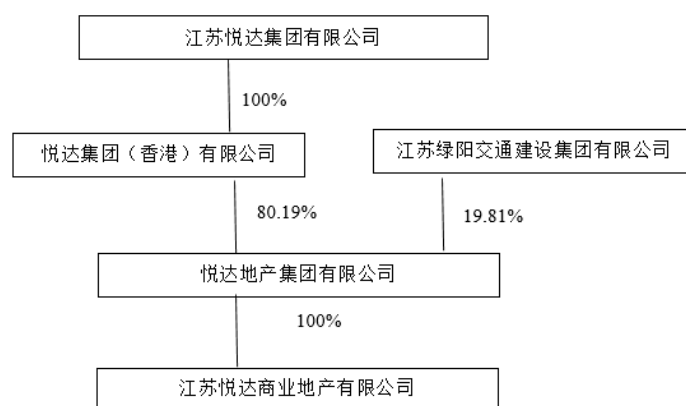 江苏悦达集团有限公司
100%
悦达集团（香港）有限公司
江苏绿阳交通建设集团有限公司
80.19%
19.81%
悦达地产集团有限公司
100%
江苏悦达商业地产有限公司